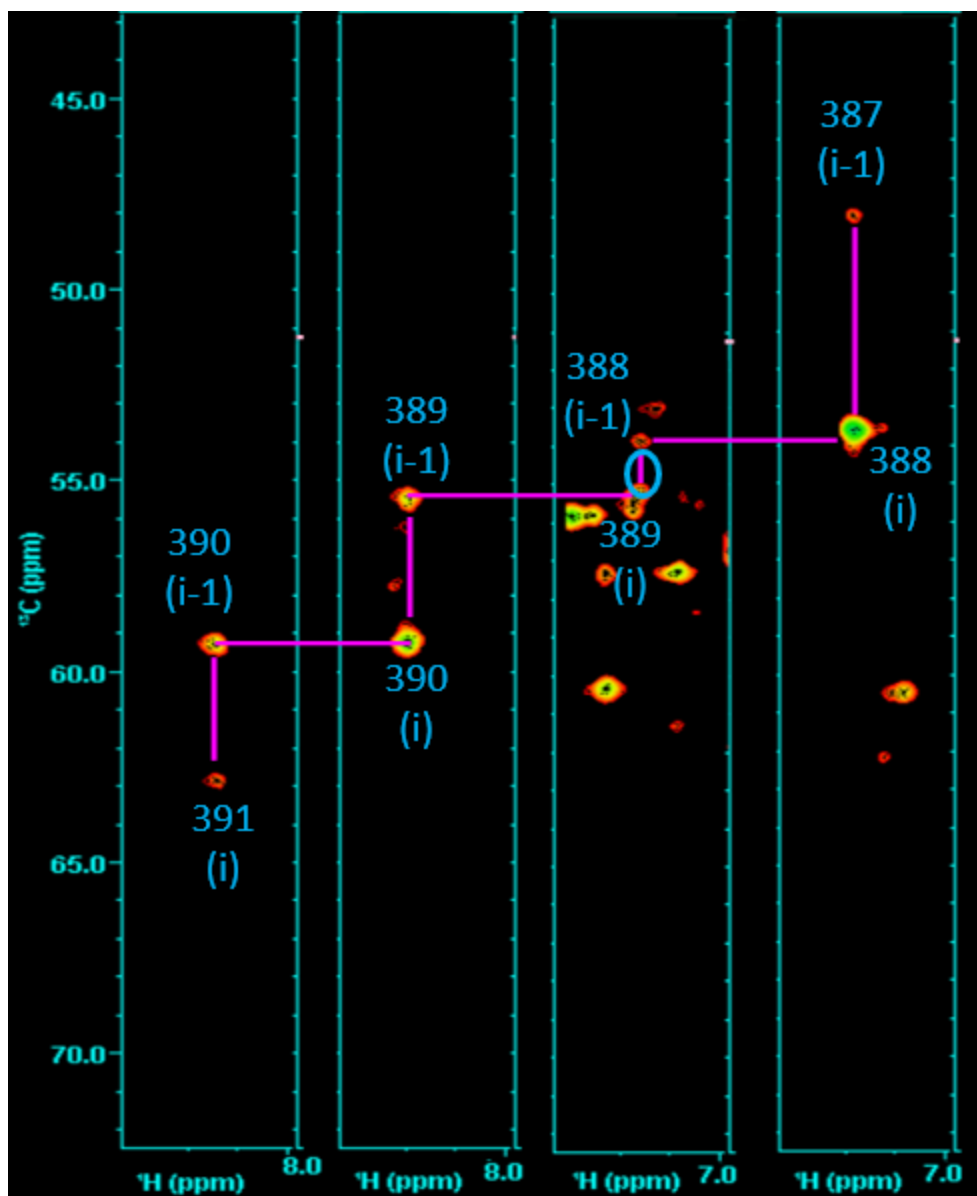 45.0
50.0
55.0
60.0
65.0
70.0
¹³C (ppm)
390
(i-1)
391
(i)
389
(i-1)
390
(i)
388
(i-1)
389
(i)
387
(i-1)
388
(i)
8.0
¹H (ppm)
8.0
¹H (ppm)
7.0
¹H (ppm)
7.0
¹H (ppm)